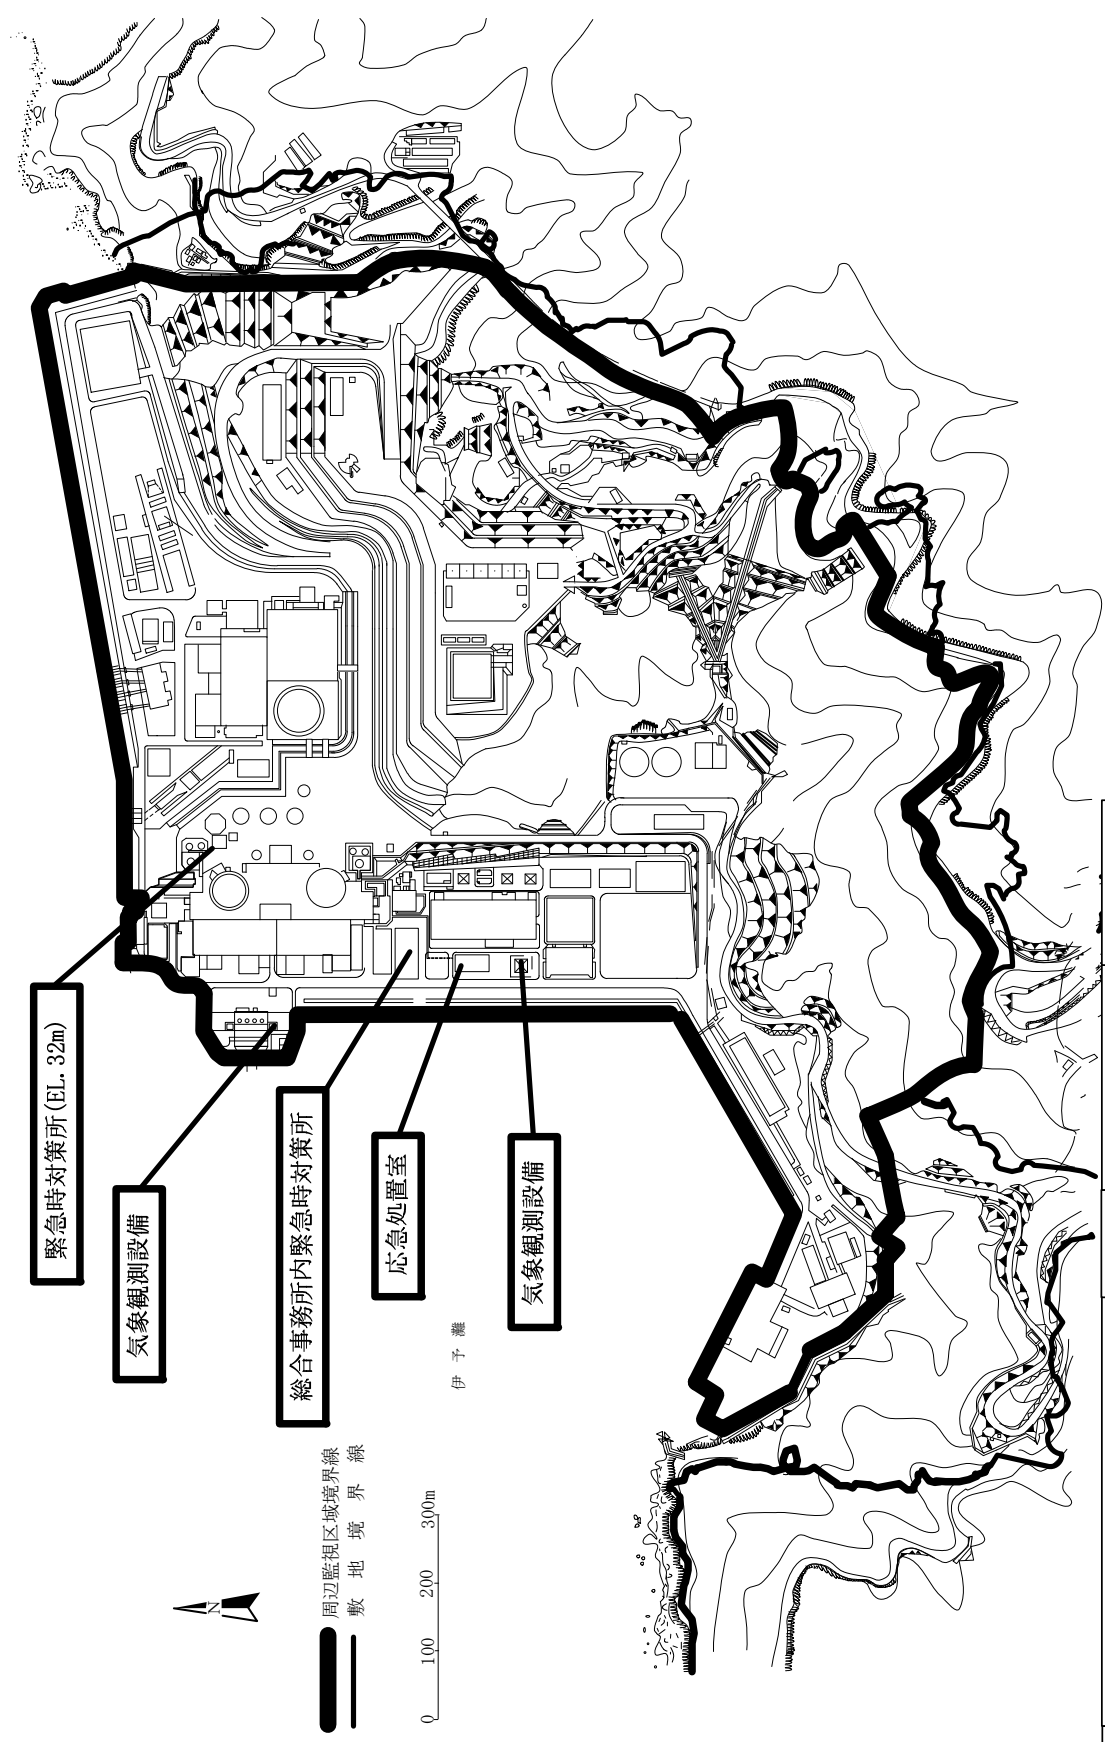 緊急時対策所(EL.32m)
気象観測設備
総合事務所内緊急時対策所
応急処置室
気象観測設備
伊予灘
N
周辺監視区域境界線
敷地境界線
0 100 200 300m